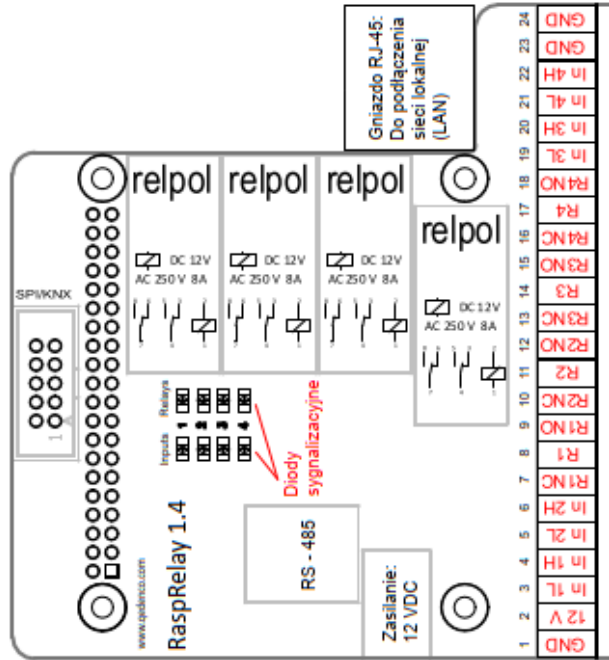 Gniazdo RJ-45:
Do podłączenia
sieci lokalnej
(LAN)
SPI/KNX
1
relpol
DC 12V
AC 250 V 8A
relpol
DC 12V
AC 250 V 8A
relpol
DC 12V
AC 250 V 8A
relpol
DC 12V
AC 250 V 8A
Inputs Relays
1
2
3
4
Diody
sygnalizacyjne
www.qidenco.com
RaspRelay 1.4
RS - 485
Zasilanie:
12 VDC
1 GND
2 12 V
3 In 1L
4 In 1H
5 In 2L
6 In 2H
7 R1NC
8 R1
9 R1NO
10 R2NC
11 R2
12 R2NO
13 R3NC
14 R3
15 R3NO
16 R4NC
17 R4
18 R4NO
19 In 3L
20 In 3H
21 In 4L
22 In 4H
23 GND
24 GND